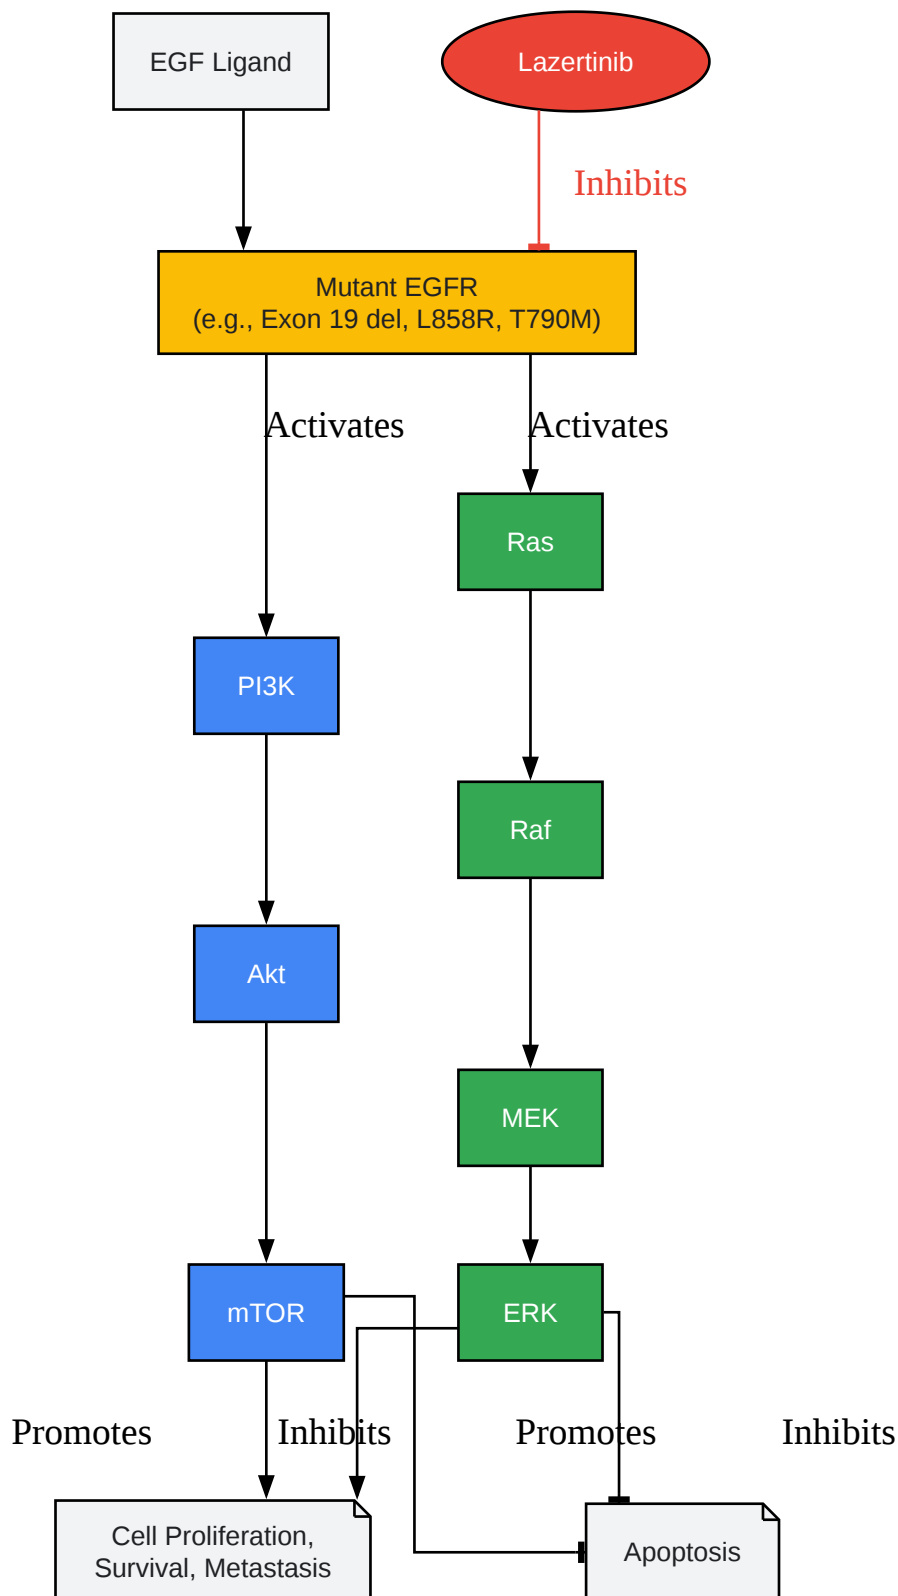 EGF Ligand
Lazertinib
Inhibits
Mutant EGFR
(e.g., Exon 19 del, L858R, T790M)
Activates
Activates
Ras
PI3K
Raf
Akt
MEK
mTOR
ERK
Promotes
Inhibits
Promotes
Inhibits
Cell Proliferation,
Survival, Metastasis
Apoptosis